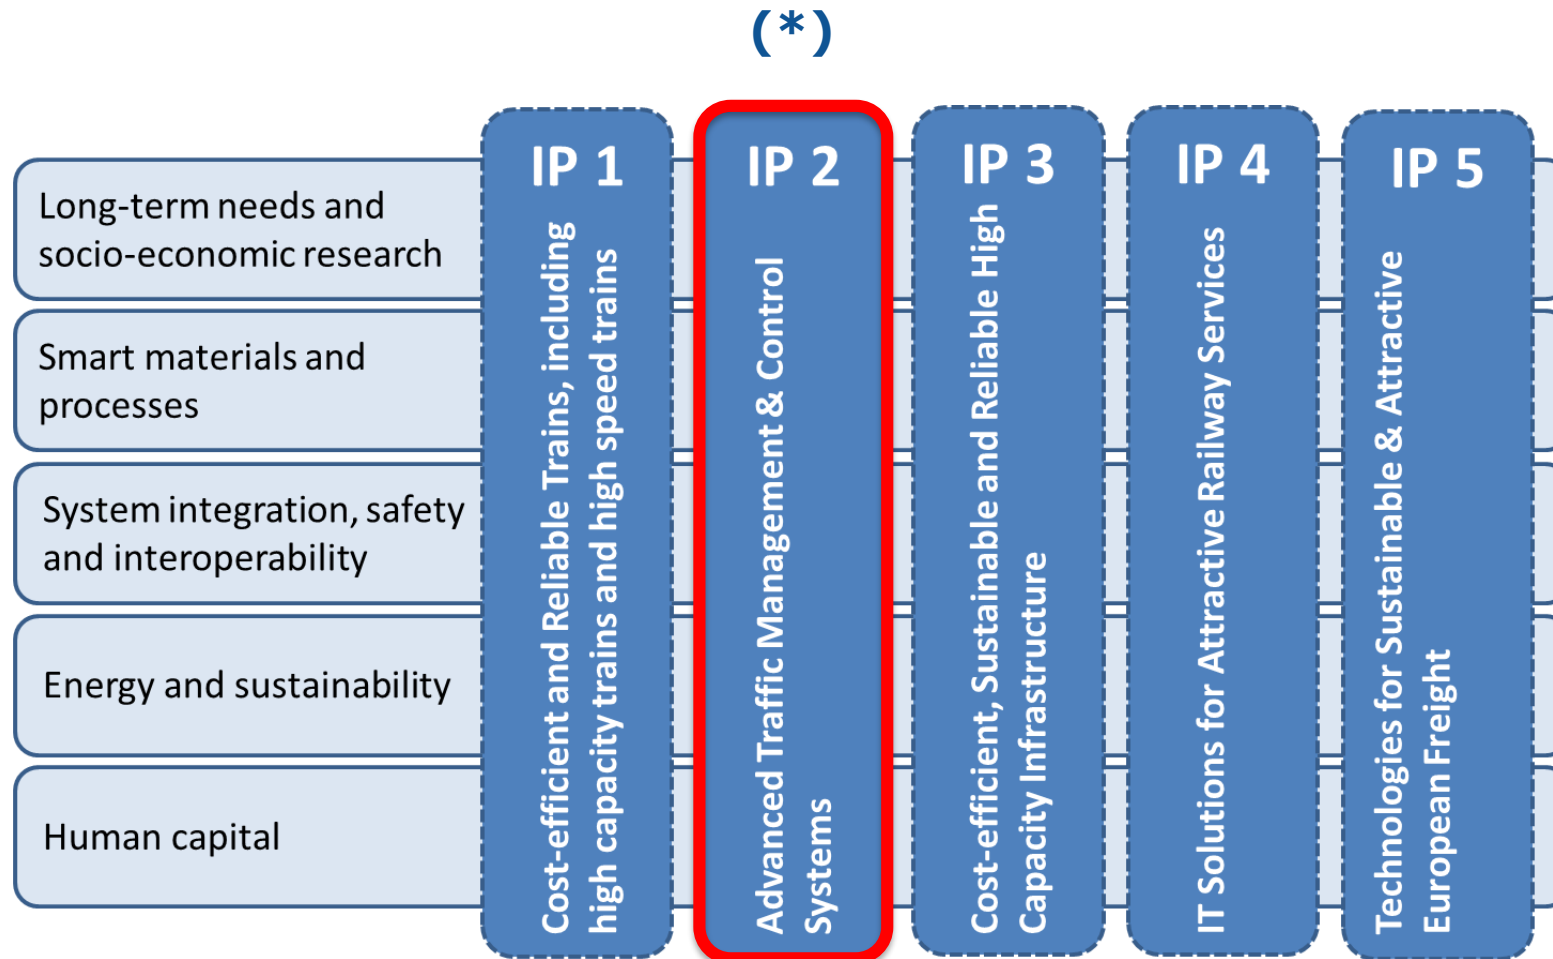 (*)
Long-term needs and
socio-economic research
Smart materials and
processes
System integration, safety
and interoperability
Energy and sustainability
Human capital
IP 1
Cost-efficient and Reliable Trains, including
high capacity trains and high speed trains
IP 2
Advanced Traffic Management & Control
Systems
IP 3
Cost-efficient, Sustainable and Reliable High
Capacity Infrastructure
IP 4
IT Solutions for Attractive Railway Services
IP 5
Technologies for Sustainable & Attractive
European Freight